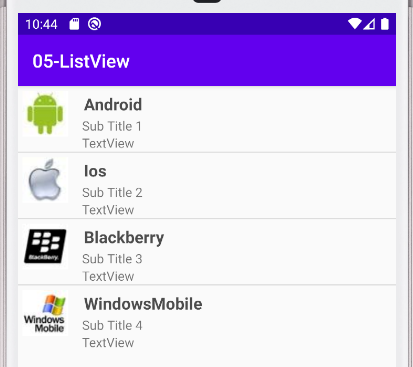 10:44
05-ListView
Android
Sub Title 1
TextView
Ios
Sub Title 2
TextView
Blackberry
BlackBerry.
Sub Title 3
TextView
WindowsMobile
Windows
Mobile
Sub Title 4
TextView